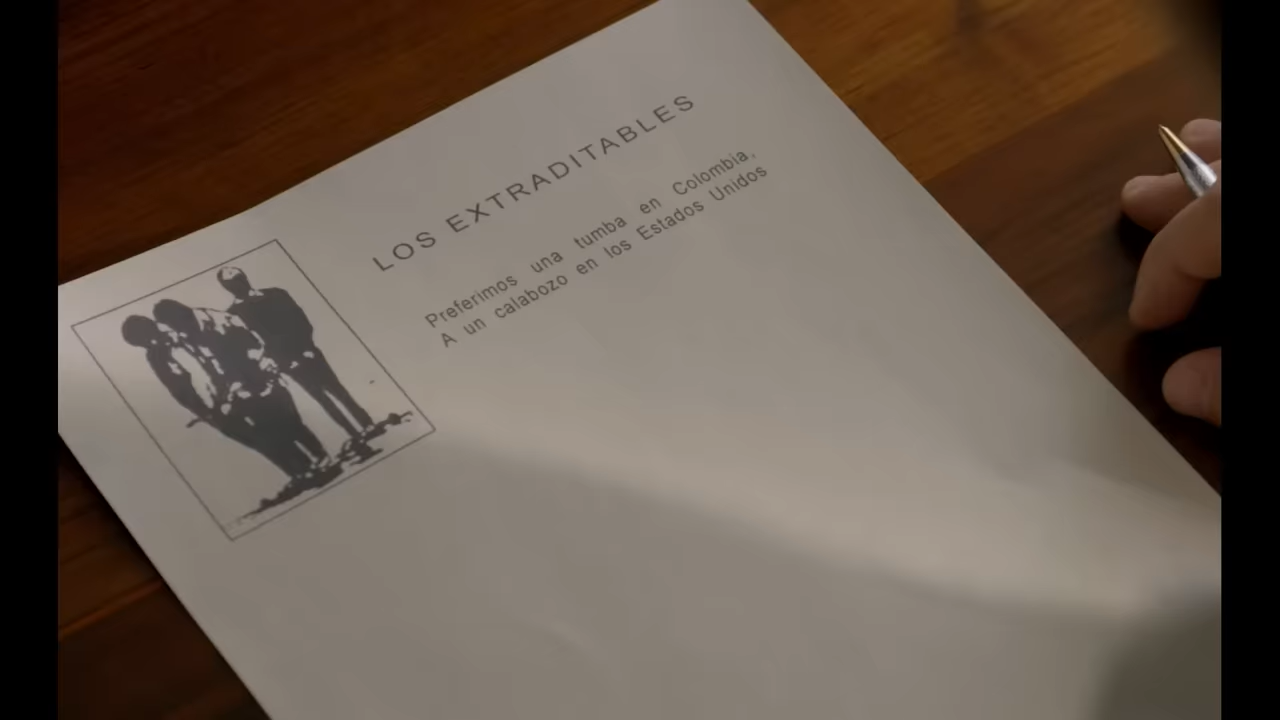 LOS EXTRADITABLES
Preferimos una tumba en Colombia,
A un calabozo en los Estados Unidos